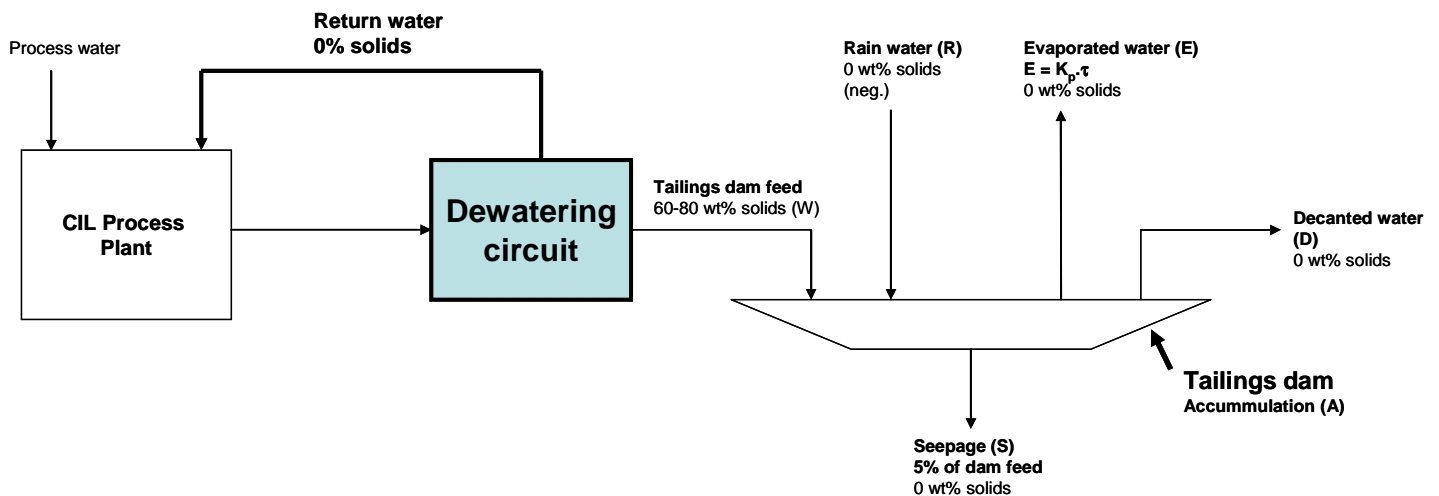 Process water
Return water
0% solids
CIL Process
Plant
Dewatering
circuit
Tailings dam feed
60-80 wt% solids (W)
Rain water (R)
0 wt% solids
(neg.)
Evaporated water (E)
E = Kp.τ
0 wt% solids
Decanted water
(D)
0 wt% solids
Tailings dam
Accummulation (A)
Seepage (S)
5% of dam feed
0 wt% solids